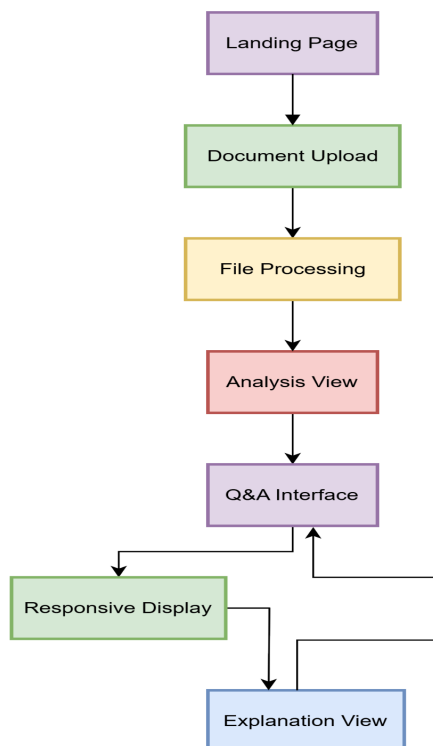 Landing Page
Document Upload
File Processing
Analysis View
Q&A Interface
Responsive Display
Explanation View